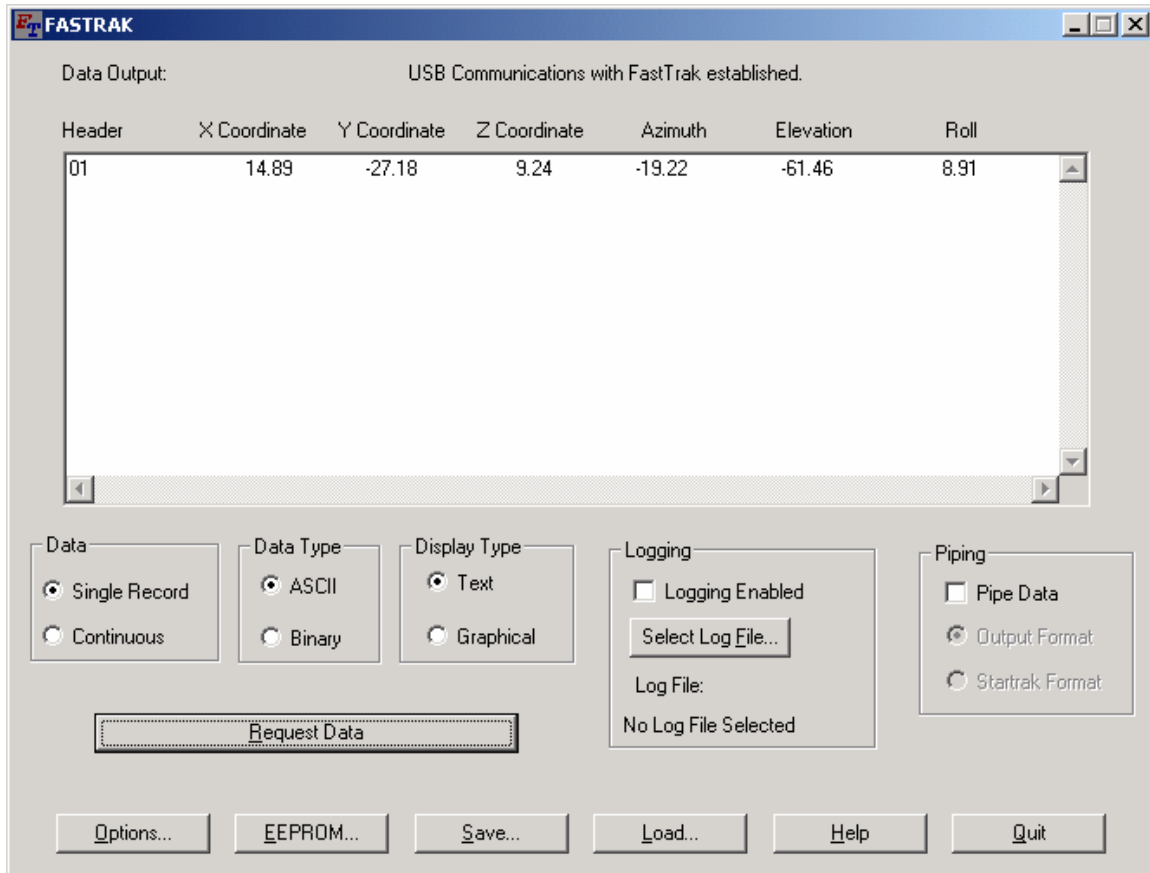 FT FASTRAK
Data Output: USB Communications with FastTrak established.
Header X Coordinate Y Coordinate Z Coordinate Azimuth Elevation Roll
01 14.89 -27.18 9.24 -19.22 -61.46 8.91
Data
Single Record
Continuous
Data Type
ASCII
Binary
Display Type
Text
Graphical
Logging
Logging Enabled
Select Log File...
Log File:
No Log File Selected
Piping
Pipe Data
Output Format
Startrak Format
Request Data
Options... EEPROM... Save... Load... Help Quit